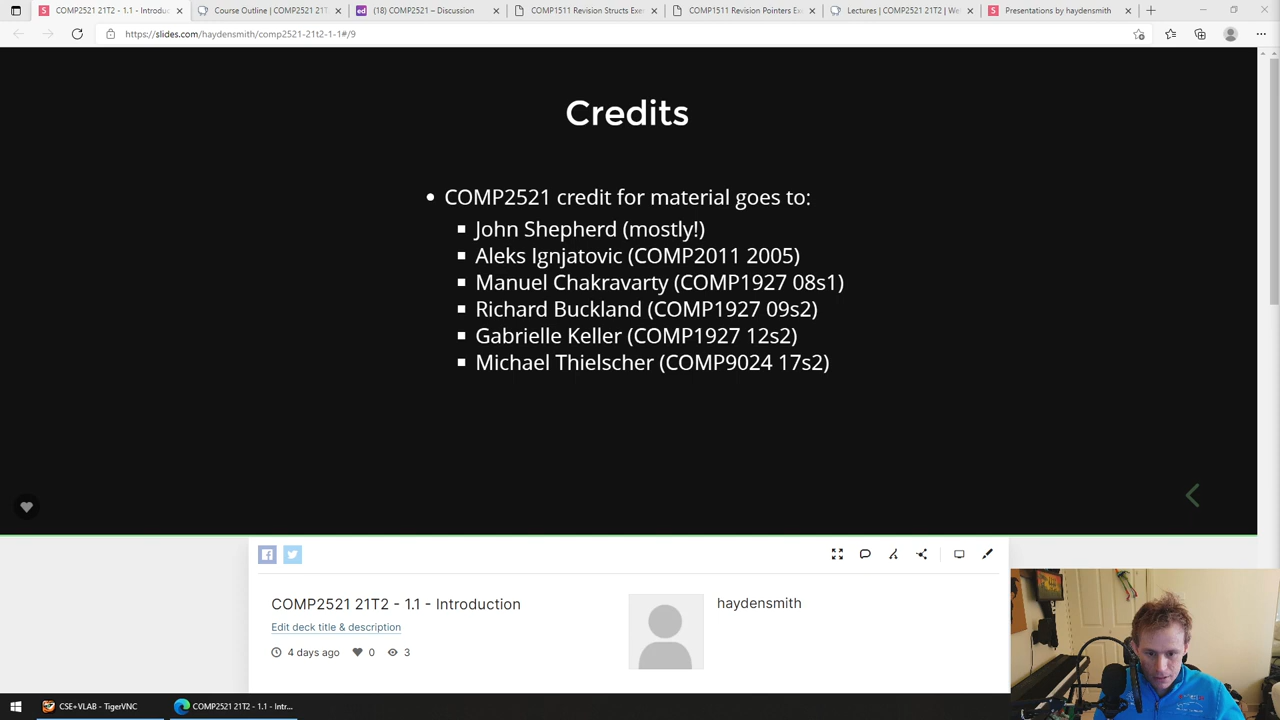 COMP2521 21T2 - 1.1 - Introduc
Course Outline | COMP2521 21T
(18) COMP2521 – Discussion
COMP1511 Revision Structs Exe
COMP1511 Revision Pointers Ex
Lectures | COMP2521 21T2 | We
Presentations by haydensmith
https://slides.com/haydensmith/comp2521-21t2-1-1#/9
Credits
COMP2521 credit for material goes to:
John Shepherd (mostly!)
Aleks Ignjatovic (COMP2011 2005)
Manuel Chakravarty (COMP1927 08s1)
Richard Buckland (COMP1927 09s2)
Gabrielle Keller (COMP1927 12s2)
Michael Thielscher (COMP9024 17s2)
COMP2521 21T2 - 1.1 - Introduction
Edit deck title & description
4 days ago 0 3
haydensmith
CSE+VLAB - TigerVNC
COMP2521 21T2 - 1.1 - Intr...